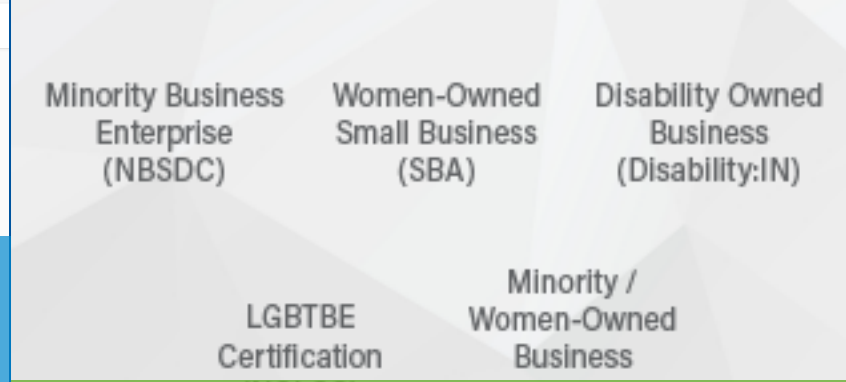 Minority Business
Enterprise
(NBSDC)
Women-Owned
Small Business
(SBA)
Disability Owned
Business
(Disability:IN)
LGBTBE
Certification
Minority /
Women-Owned
Business